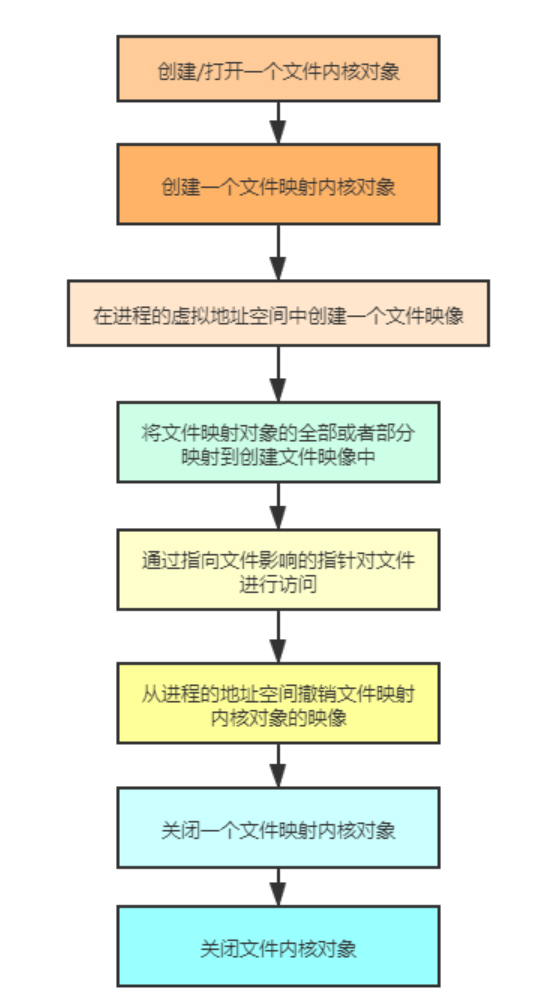 创建/打开一个文件内核对象
创建一个文件映射内核对象
在进程的虚拟地址空间中创建一个文件映像
将文件映射对象的全部或者部分
映射到创建文件映像中
通过指向文件影响的指针对文件
进行访问
从进程的地址空间撤销文件映射
内核对象的映像
关闭一个文件映射内核对象
关闭文件内核对象